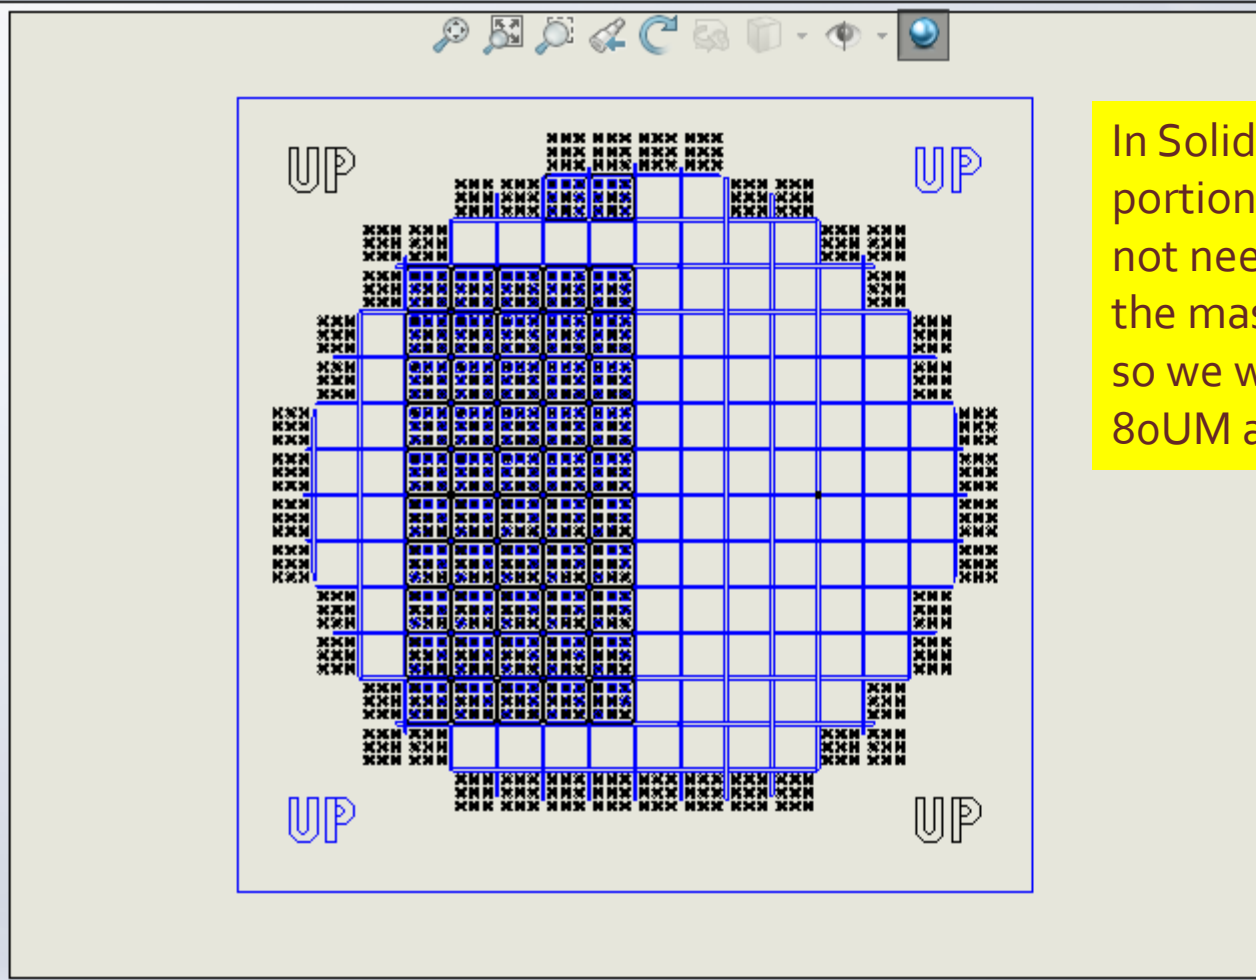 UP
UP
In Solid
portion
not nee
the mas
so we w
80UM a
UP
UP